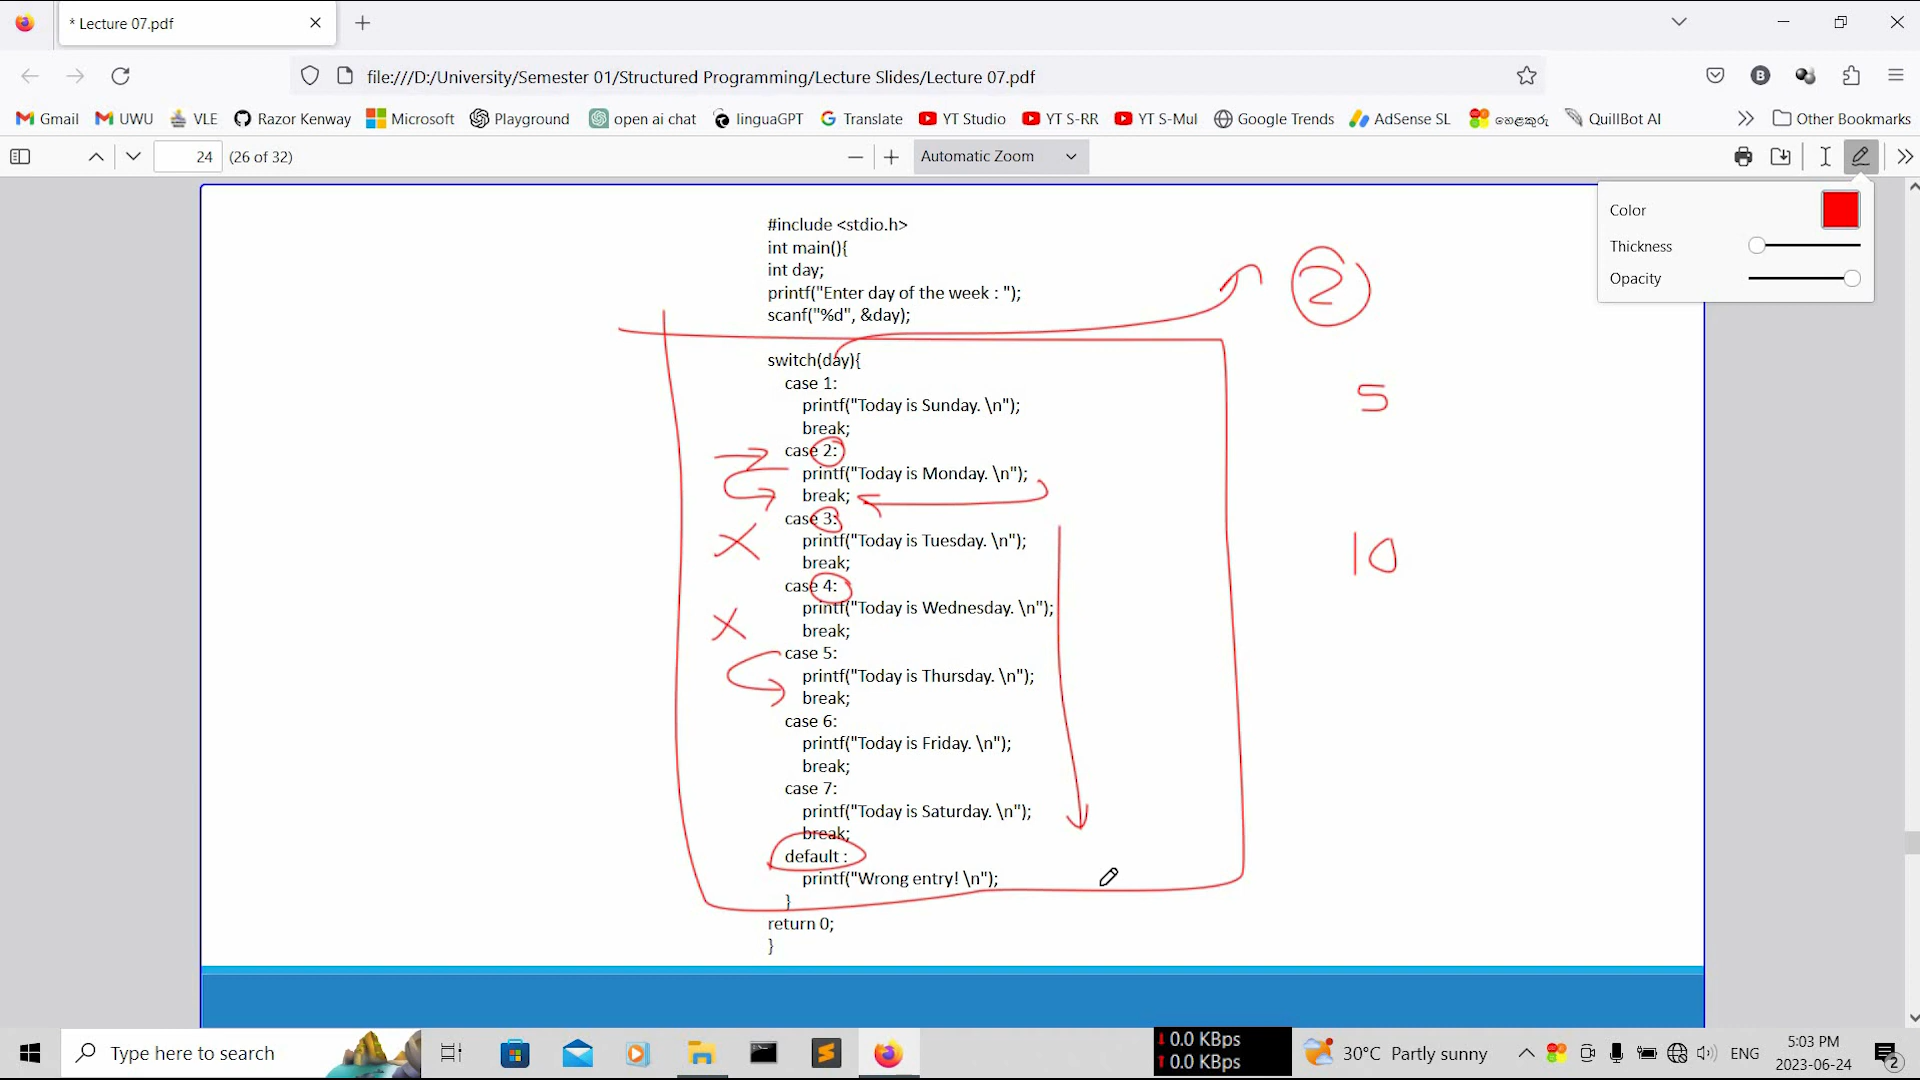 * Lecture 07.pdf
file:///D:/University/Semester 01/Structured Programming/Lecture Slides/Lecture 07.pdf
Gmail UWU VLE Razor Kenway Microsoft Playground open ai chat linguaGPT Translate YT Studio YT S-RR YT S-Mul Google Trends AdSense SL හෙළකුරු QuillBot AI Other Bookmarks
24 (26 of 32) Automatic Zoom
Color
Thickness
Opacity
#include <stdio.h>
int main(){
int day;
printf("Enter day of the week : ");
scanf("%d", &day);
2
switch(day){
case 1:
printf("Today is Sunday. \n");
5
break;
case 2:
printf("Today is Monday. \n");
break;
case 3:
printf("Today is Tuesday. \n");
10
break;
case 4:
printf("Today is Wednesday. \n");
break;
case 5:
printf("Today is Thursday. \n");
break;
case 6:
printf("Today is Friday. \n");
break;
case 7:
printf("Today is Saturday. \n");
break;
default :
printf("Wrong entry! \n");
}
return 0;
}
Type here to search
0.0 KBps
0.0 KBps
30°C Partly sunny
ENG
5:03 PM
2023-06-24
2